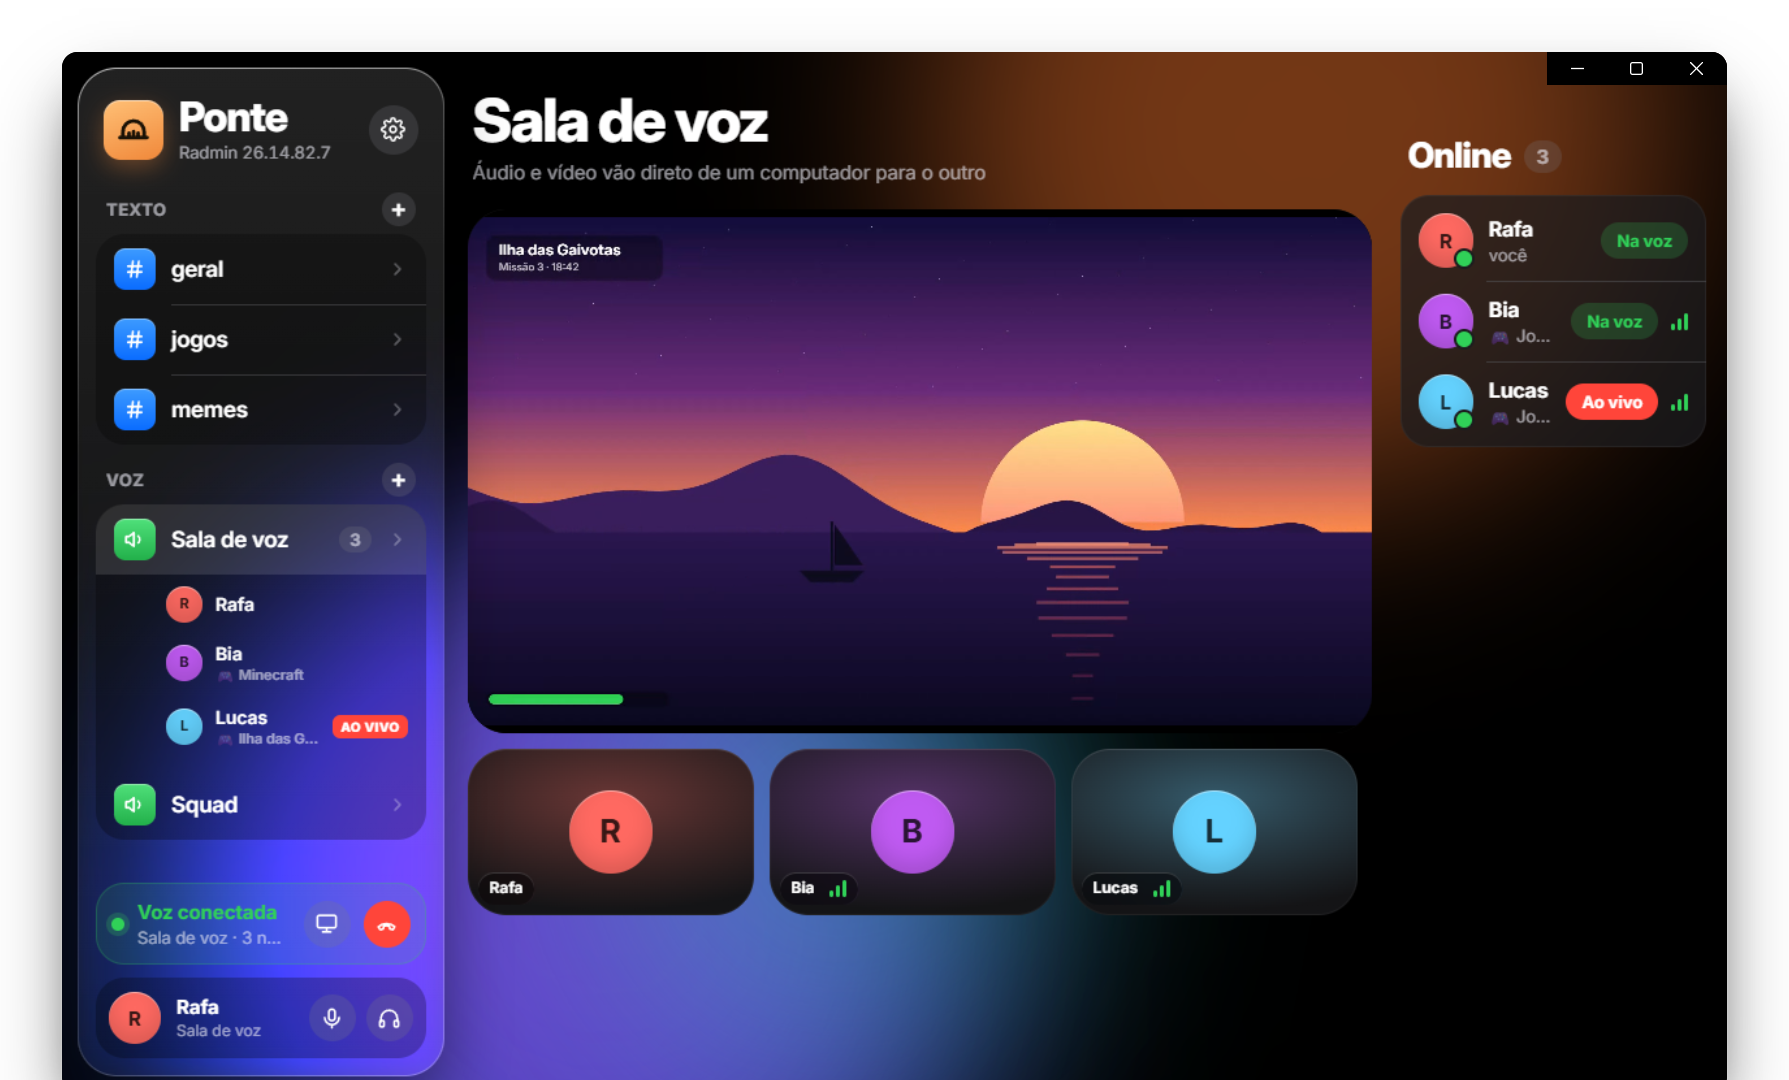 Ponte
Radmin 26.14.82.7
TEXTO
geral
jogos
memes
VOZ
Sala de voz 3
R Rafa
B Bia
Minecraft
L Lucas
Ilha das G... AO VIVO
Squad
Voz conectada
Sala de voz · 3 n...
R Rafa
Sala de voz
Sala de voz
Áudio e vídeo vão direto de um computador para o outro
Ilha das Gaivotas
Missão 3 · 18:42
R
Rafa
B
Bia
L
Lucas
Online 3
R Rafa
você
Na voz
B Bia
Jo...
Na voz
L Lucas
Jo...
Ao vivo